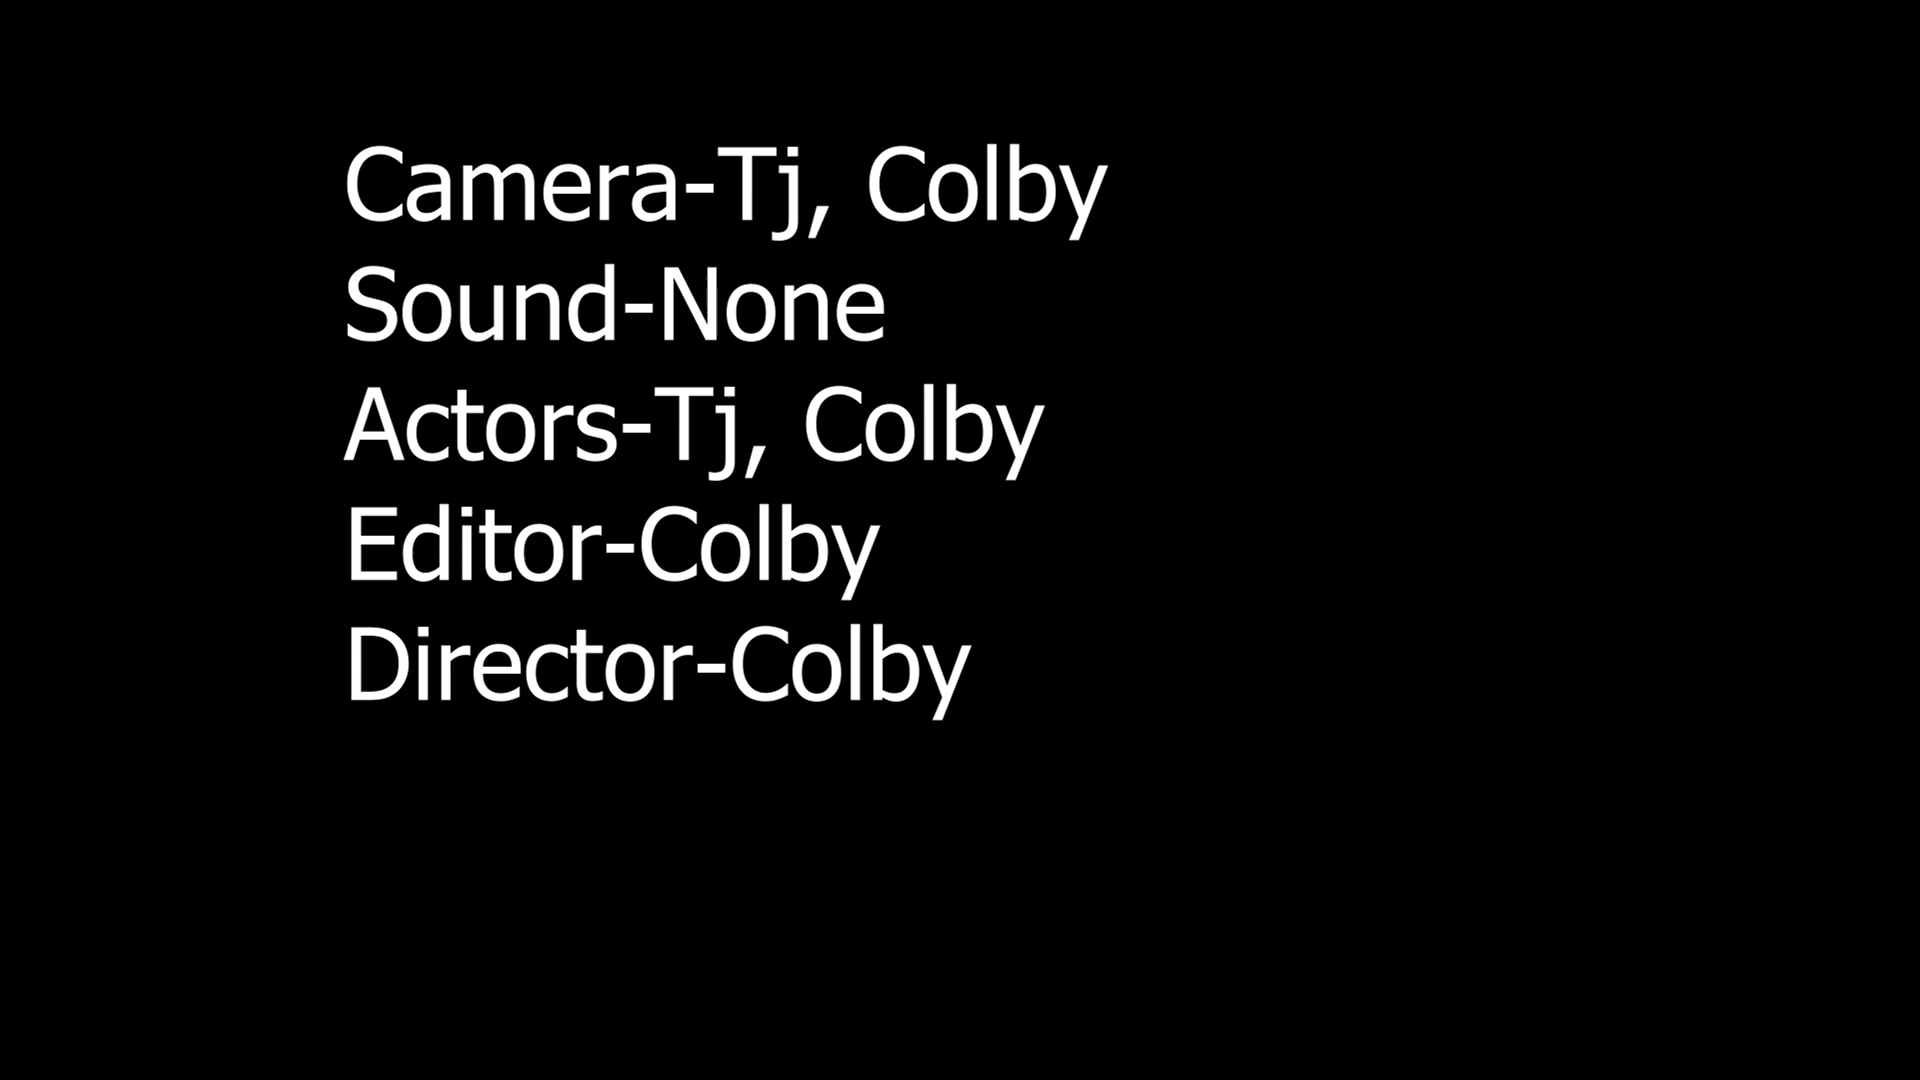 Camera-Tj, Colby
Sound-None
Actors-Tj, Colby
Editor-Colby
Director-Colby